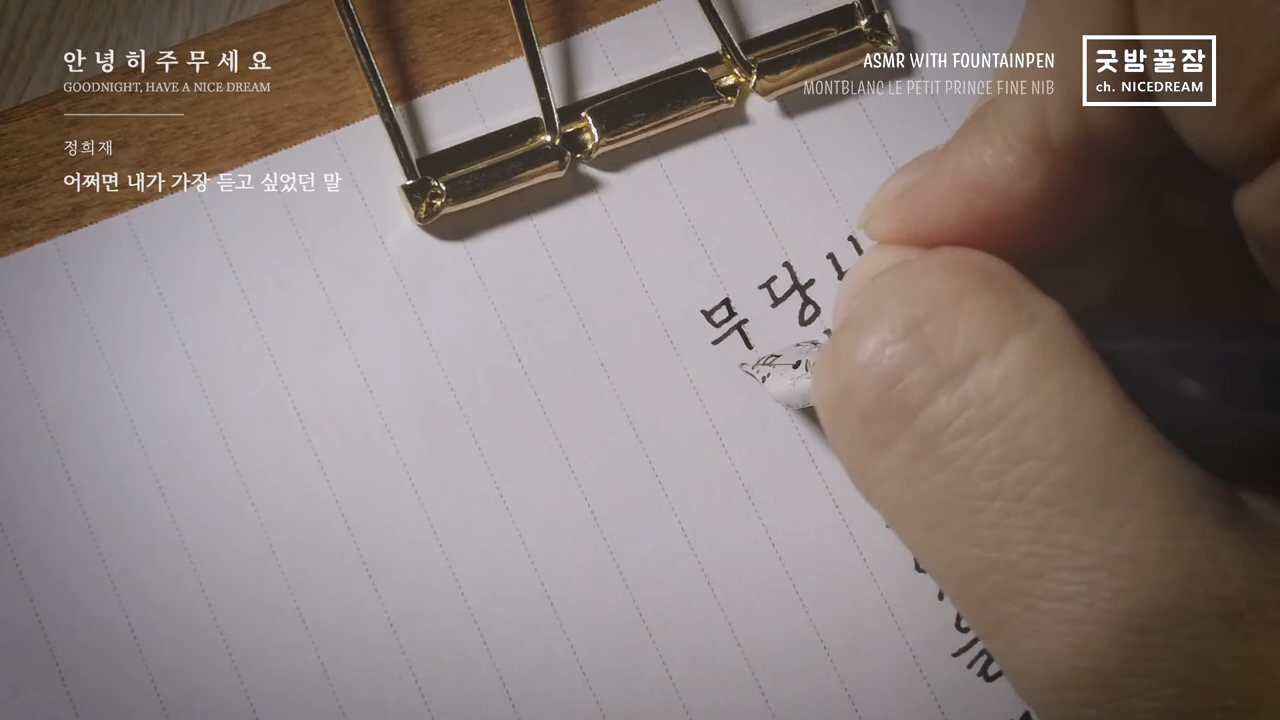 안녕히주무세요
GOODNIGHT, HAVE A NICE DREAM
정희재
어쩌면 내가 가장 듣고 싶었던 말
ASMR WITH FOUNTAINPEN
MONTBLANC LE PETIT PRINCE FINE NIB
굿밤꿀잠
ch. NICEDREAM
무당